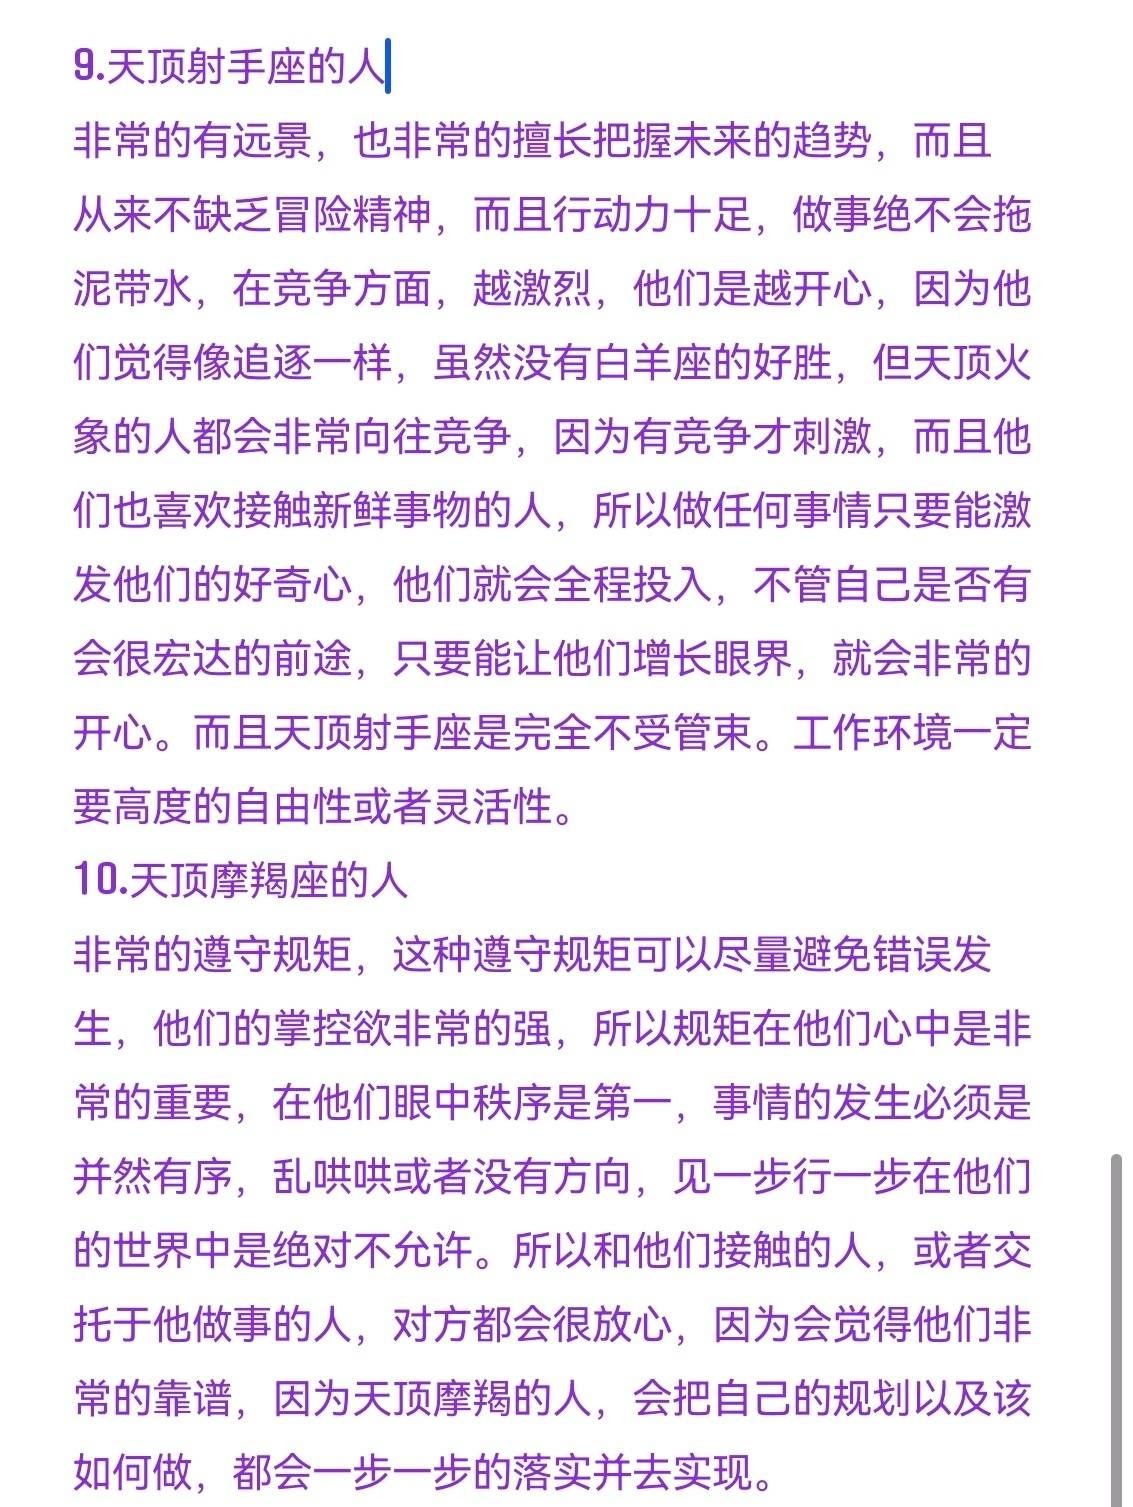 9.天顶射手座的人
非常的有远景，也非常的擅长把握未来的趋势，而且
从来不缺乏冒险精神，而且行动力十足，做事绝不会拖
泥带水，在竞争方面，越激烈，他们是越开心，因为他
们觉得像追逐一样，虽然没有白羊座的好胜，但天顶火
象的人都会非常向往竞争，因为有竞争才刺激，而且他
们也喜欢接触新鲜事物的人，所以做任何事情只要能激
发他们的好奇心，他们就会全程投入，不管自己是否有
会很宏达的前途，只要能让他们增长眼界，就会非常的
开心。而且天顶射手座是完全不受管束。工作环境一定
要高度的自由性或者灵活性。
10.天顶摩羯座的人
非常的遵守规矩，这种遵守规矩可以尽量避免错误发
生，他们的掌控欲非常的强，所以规矩在他们心中是非
常的重要，在他们眼中秩序是第一，事情的发生必须是
并然有序，乱哄哄或者没有方向，见一步行一步在他们
的世界中是绝对不允许。所以和他们接触的人，或者交
托于他做事的人，对方都会很放心，因为会觉得他们非
常的靠谱，因为天顶摩羯的人，会把自己的规划以及该
如何做，都会一步一步的落实并去实现。